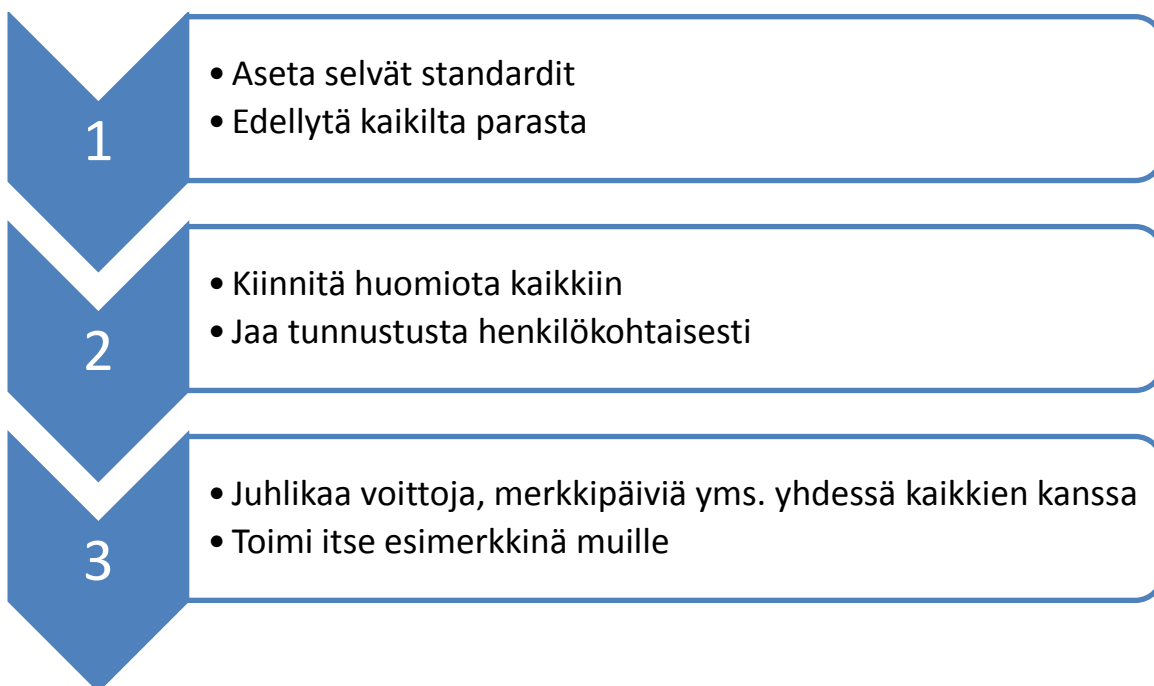 1
• Aseta selvät standardit
• Edellytä kaikilta parasta
2
• Kiinnitä huomiota kaikkiin
• Jaa tunnustusta henkilökohtaisesti
3
• Juhlikaa voittoja, merkkipäiviä yms. yhdessä kaikkien kanssa
• Toimi itse esimerkkinä muille